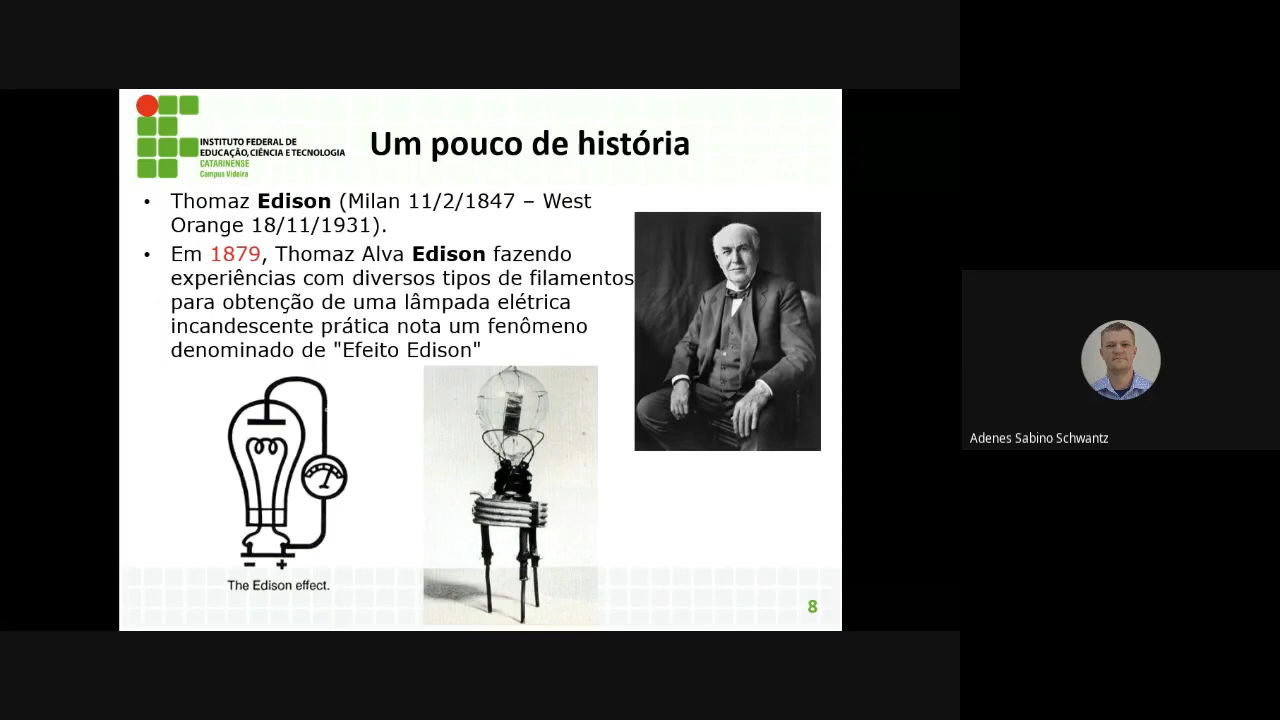 INSTITUTO FEDERAL DE
EDUCAÇÃO, CIÊNCIA E TECNOLOGIA
CATARINENSE
Campus Videira
Um pouco de história
• Thomaz Edison (Milan 11/2/1847 – West
Orange 18/11/1931).
• Em 1879, Thomaz Alva Edison fazendo
experiências com diversos tipos de filamentos
para obtenção de uma lâmpada elétrica
incandescente prática nota um fenômeno
denominado de "Efeito Edison"
- +
The Edison effect.
8
Adenes Sabino Schwantz